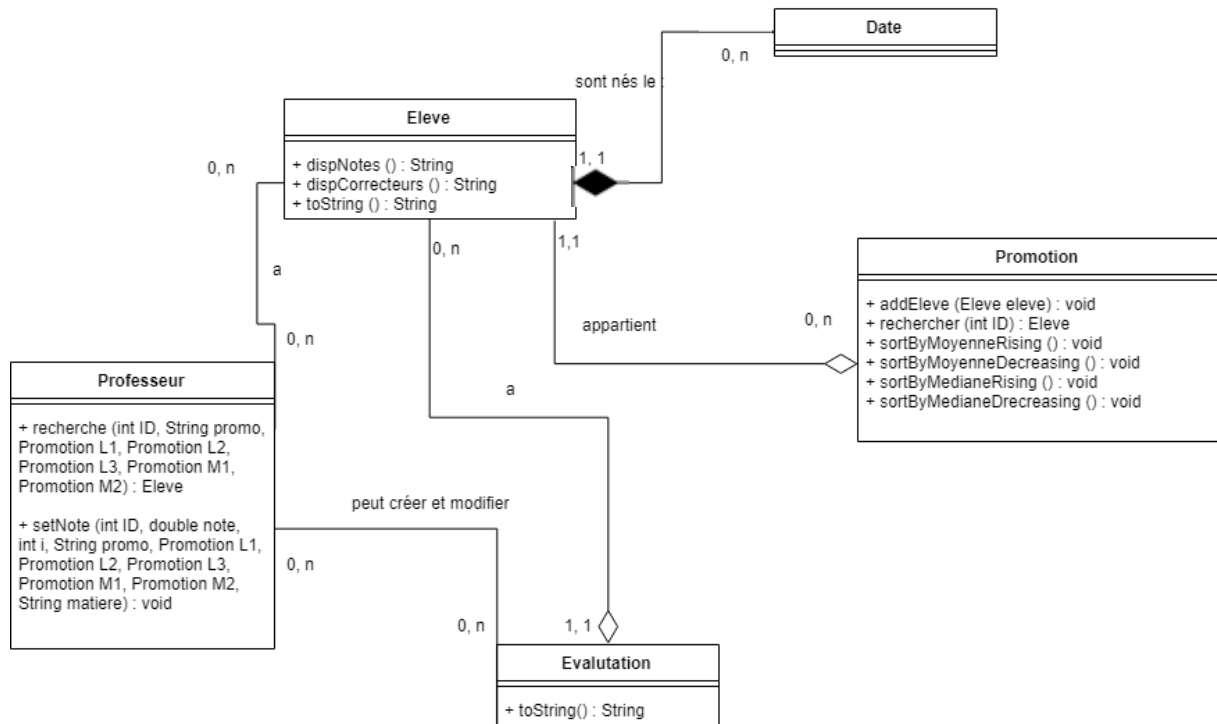 Date
0, n
sont nés le :
Eleve
+ dispNotes () : String
+ dispCorrecteurs () : String
+ toString () : String
1, 1
0, n
0, n
1,1
a
Promotion
+ addEleve (Eleve eleve) : void
+ rechercher (int ID) : Eleve
+ sortByMoyenneRising () : void
+ sortByMoyenneDecreasing () : void
+ sortByMedianeRising () : void
+ sortByMedianeDrecreasing () : void
appartient
0, n
0, n
Professeur
+ recherche (int ID, String promo,
Promotion L1, Promotion L2,
Promotion L3, Promotion M1,
Promotion M2) : Eleve
+ setNote (int ID, double note,
int i, String promo, Promotion L1,
Promotion L2, Promotion L3,
Promotion M1, Promotion M2,
String matiere) : void
a
peut créer et modifier
0, n
0, n
1, 1
Evalutation
+ toString() : String